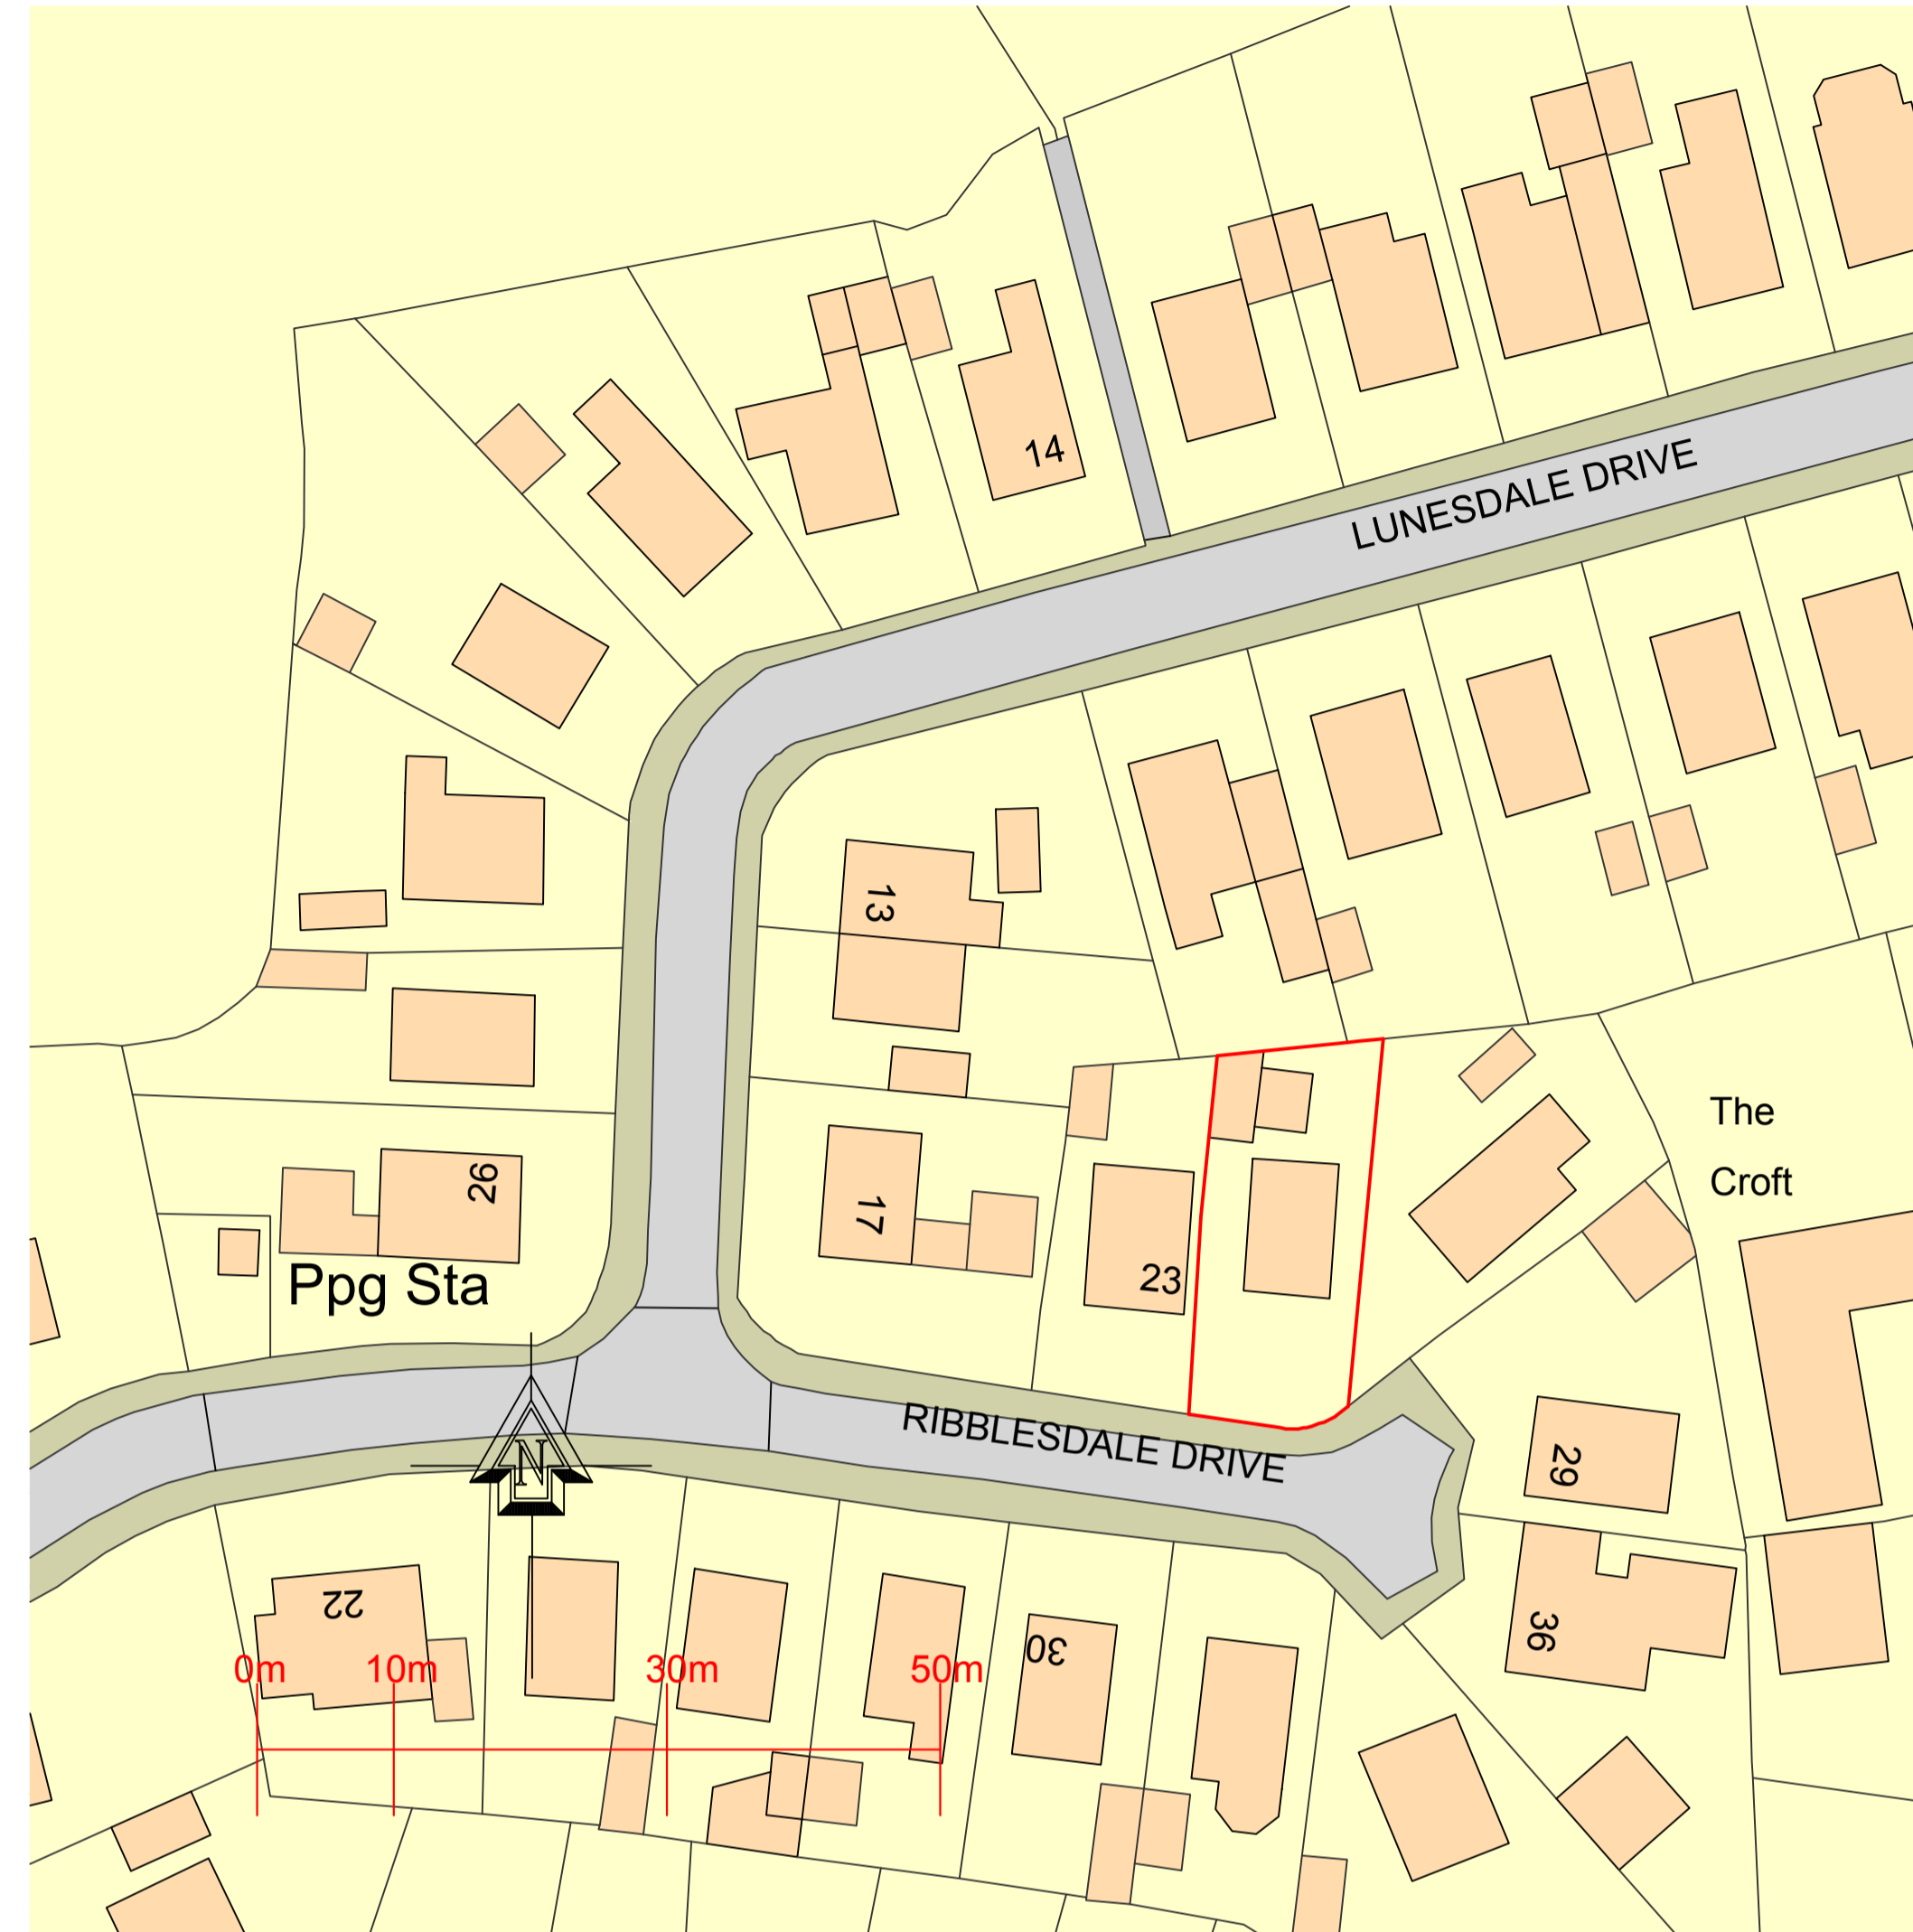 14
LUNESDALE DRIVE
13
The
Croft
26
17
23
Ppg Sta
RIBBLESDALE DRIVE
N
29
22
30
36
0m 10m 30m 50m